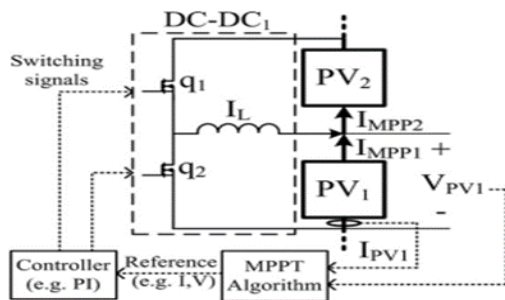 DC-DC1
Switching
signals
q1
PV2
IL
IMPP2
IMPP1 +
q2
PV1
VPV1
-
IPV1
Controller
(e.g. PI)
Reference
(e.g. I,V)
MPPT
Algorithm